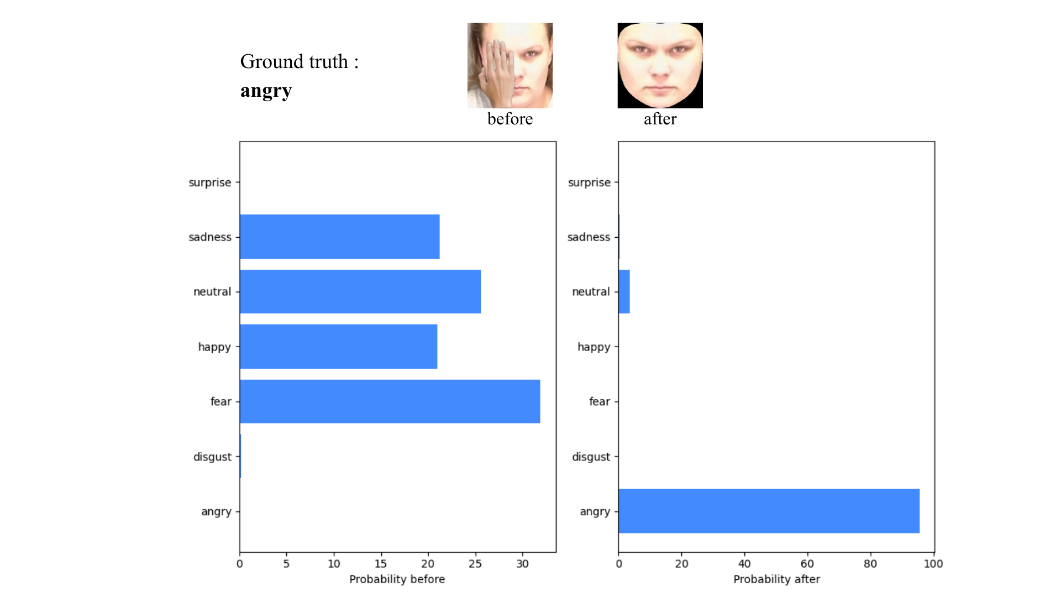 Ground truth :
angry
before
after
surprise
sadness
neutral
happy
fear
disgust
angry
0 5 10 15 20 25 30
Probability before
surprise
sadness
neutral
happy
fear
disgust
angry
0 20 40 60 80 100
Probability after